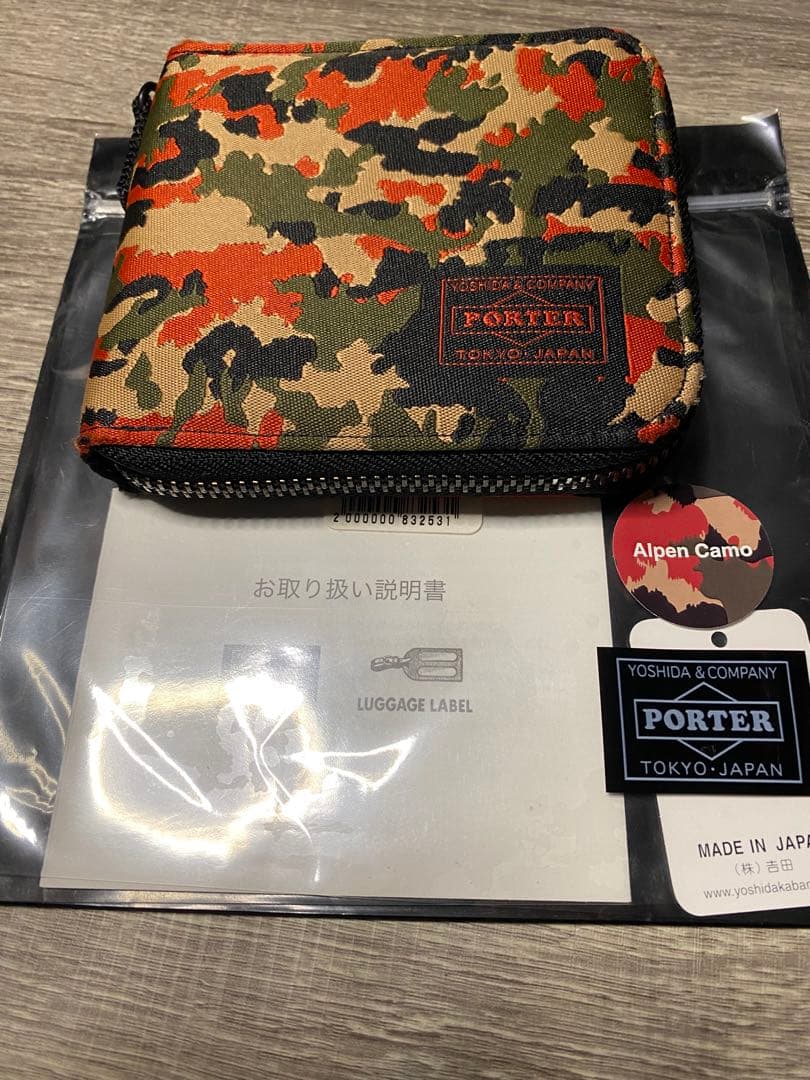 YOSHIDA & COMPANY
PORTER
TOKYO・JAPAN
2 000000 832531
お取り扱い説明書
LUGGAGE LABEL
Alpen Camo
YOSHIDA & COMPANY
PORTER
TOKYO・JAPAN
MADE IN JAPA
(株)吉田
www.yoshidakaban